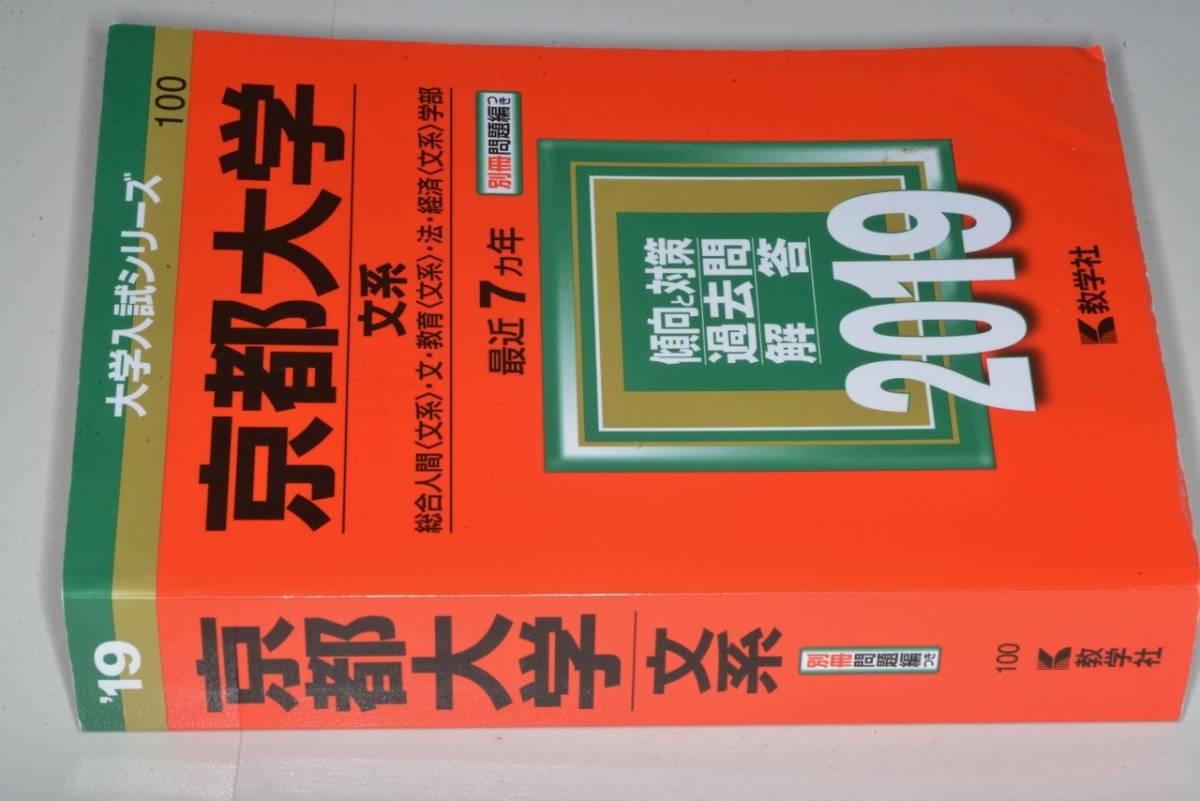 大学入試シリーズ
100
京都大学
文系
総合人間〈文系〉・文・教育〈文系〉・法・経済〈文系〉学部
最近7カ年
別冊問題編つき
傾向と対策
過去問
解答
2019
教学社
'19
京都大学
文系
別冊問題編つき
100
教学社